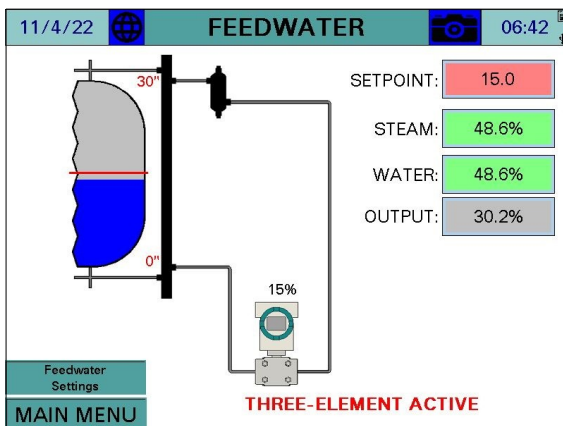 11/4/22
FEEDWATER
06:42
30"
SETPOINT: 15.0
STEAM: 48.6%
WATER: 48.6%
OUTPUT: 30.2%
0"
15%
Feedwater
Settings
MAIN MENU
THREE-ELEMENT ACTIVE